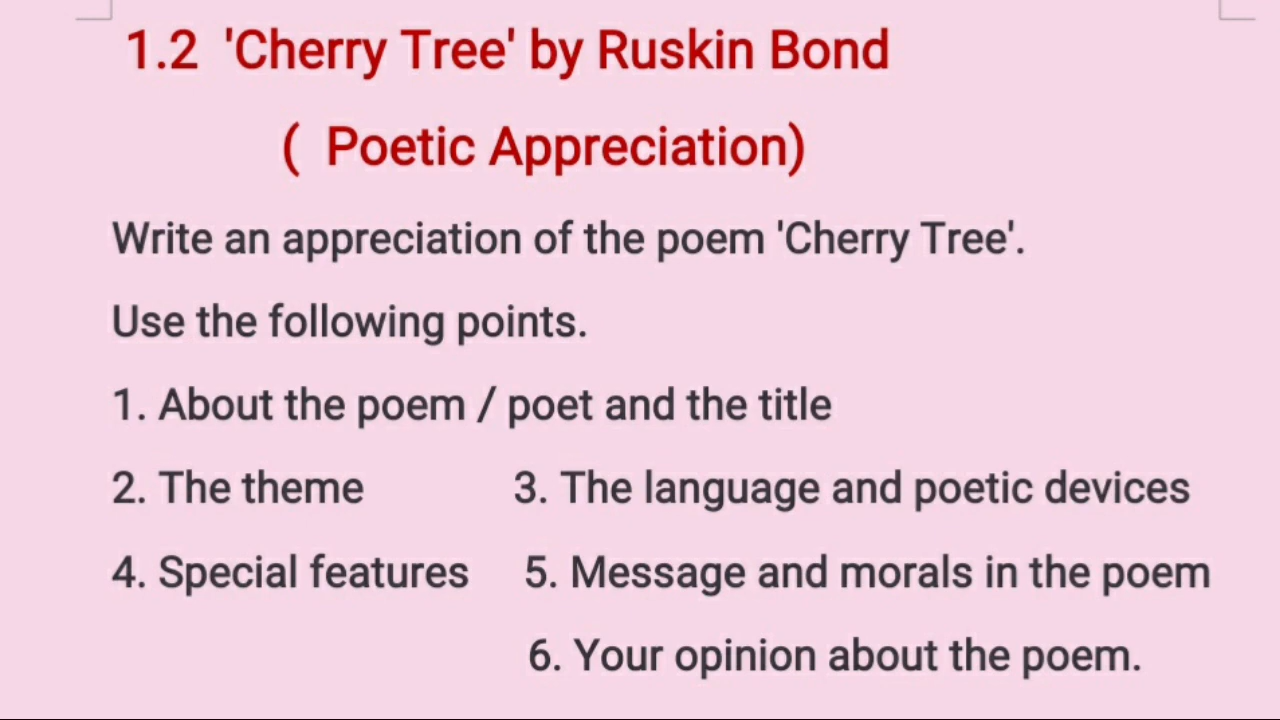 1.2 'Cherry Tree' by Ruskin Bond
( Poetic Appreciation)
Write an appreciation of the poem 'Cherry Tree'.
Use the following points.
1. About the poem / poet and the title
2. The theme 3. The language and poetic devices
4. Special features 5. Message and morals in the poem
6. Your opinion about the poem.